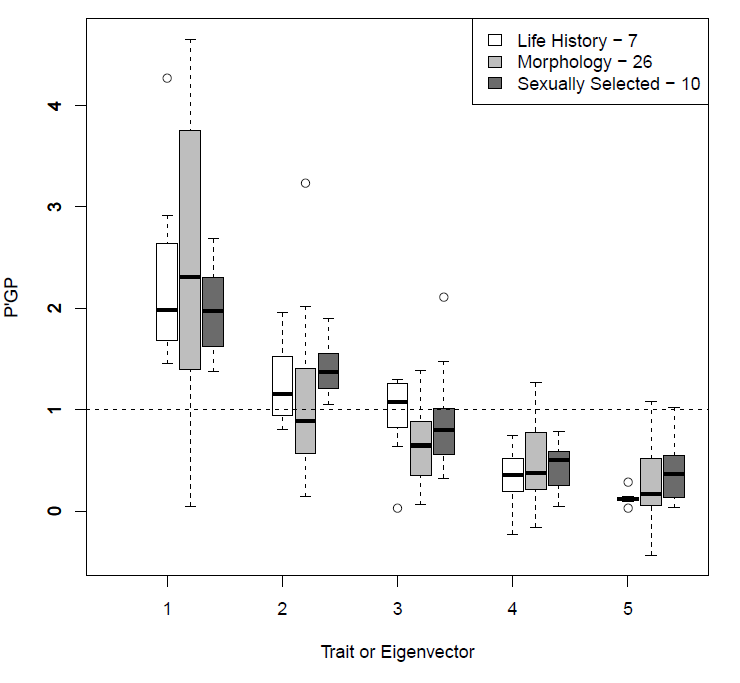 Life History − 7
Morphology − 26
Sexually Selected − 10
4
3
2
1
0
P'GP
1 2 3 4 5
Trait or Eigenvector